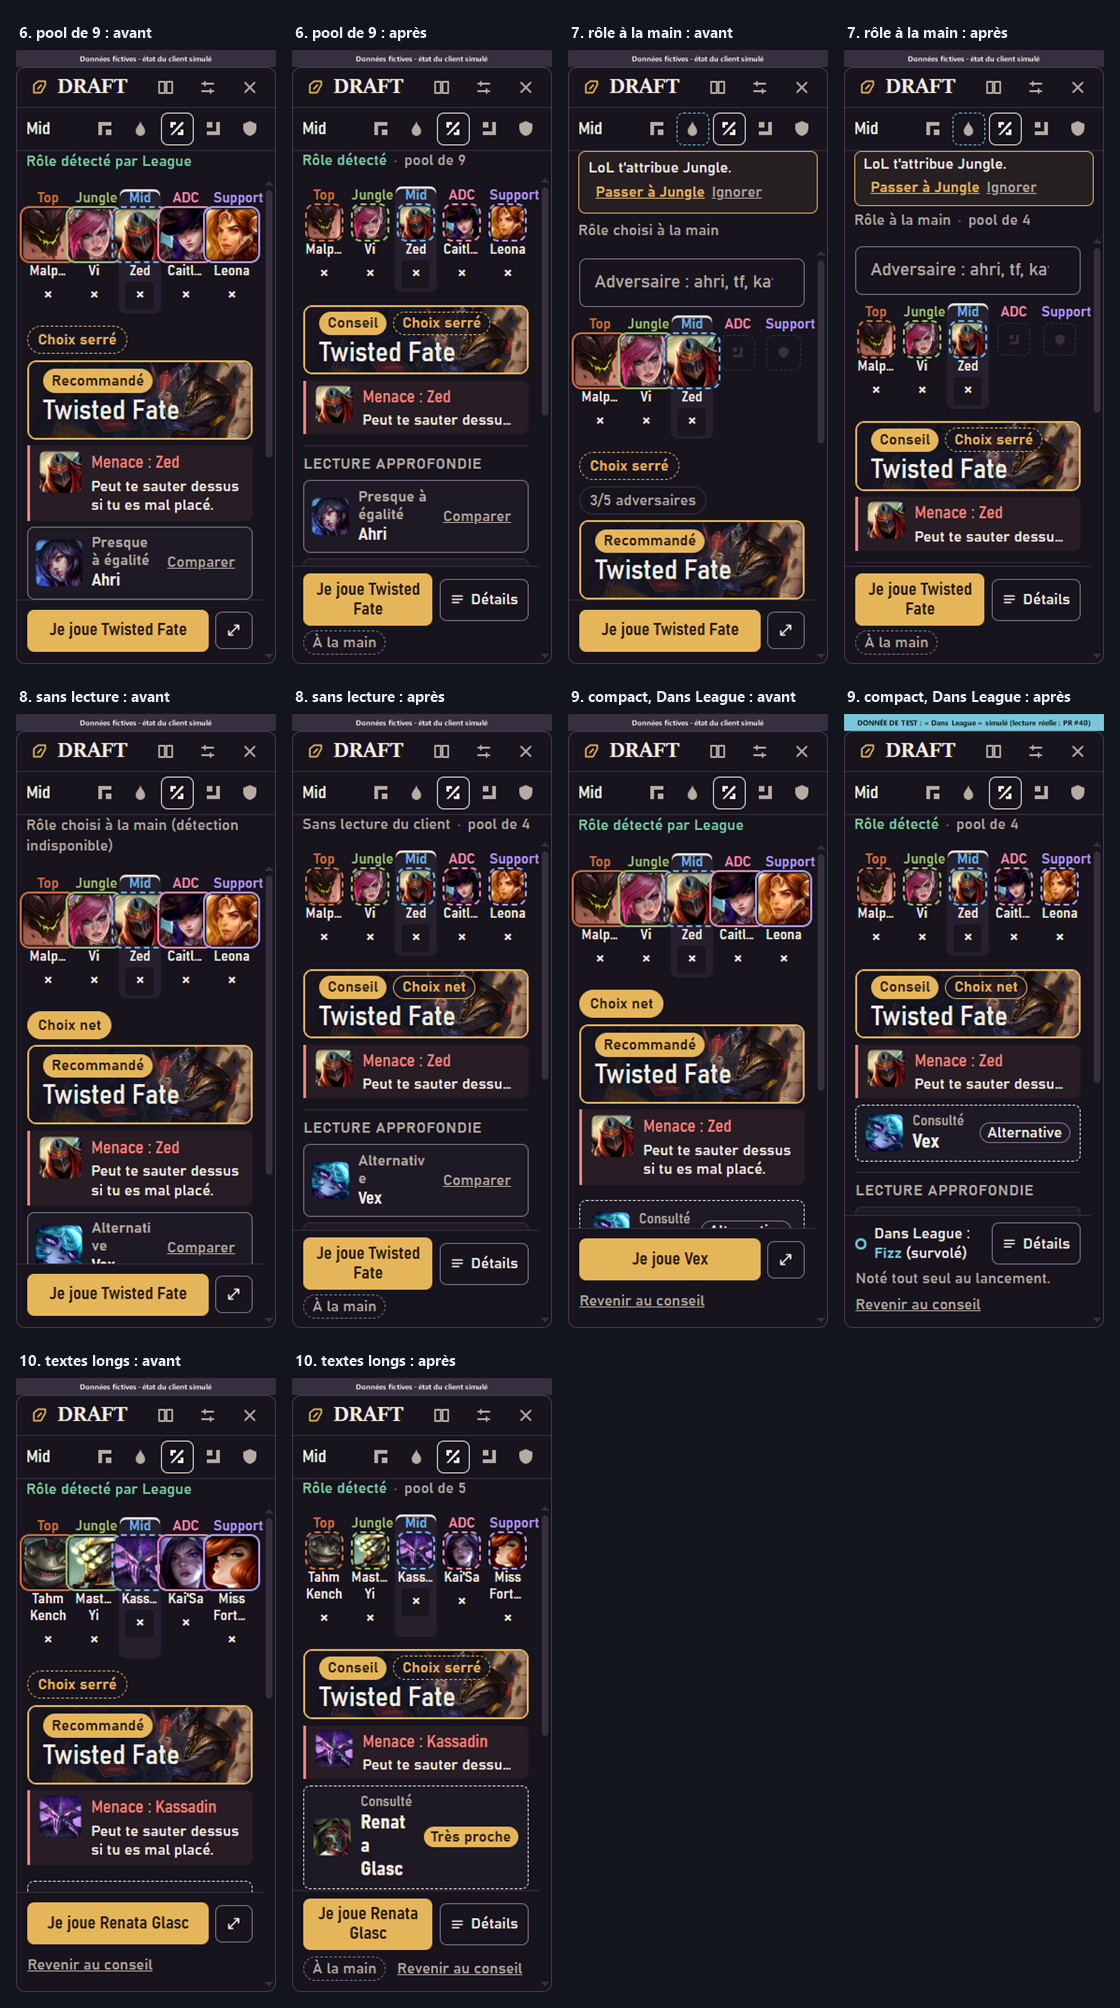 6. pool de 9 : avant
Données fictives - état du client simulé
DRAFT
Mid
Rôle détecté par League
Top Jungle Mid ADC Support
Malp... Vi Zed Caitl... Leona
× × × × ×
Choix serré
Recommandé
Twisted Fate
Menace : Zed
Peut te sauter dessus
si tu es mal placé.
Presque
à égalité
Ahri
Comparer
Je joue Twisted Fate
6. pool de 9 : après
Données fictives - état du client simulé
DRAFT
Mid
Rôle détecté · pool de 9
Top Jungle Mid ADC Support
Malp... Vi Zed Caitl... Leona
× × × × ×
Conseil Choix serré
Twisted Fate
Menace : Zed
Peut te sauter dessu...
LECTURE APPROFONDIE
Presque à
égalité
Ahri
Comparer
Je joue Twisted
Fate
Détails
À la main
7. rôle à la main : avant
Données fictives - état du client simulé
DRAFT
Mid
LoL t'attribue Jungle.
Passer à Jungle Ignorer
Rôle choisi à la main
Adversaire : ahri, tf, ka
Top Jungle Mid ADC Support
Malp... Vi Zed
× × ×
Choix serré
3/5 adversaires
Recommandé
Twisted Fate
Je joue Twisted Fate
7. rôle à la main : après
Données fictives - état du client simulé
DRAFT
Mid
LoL t'attribue Jungle.
Passer à Jungle Ignorer
Rôle à la main · pool de 4
Adversaire : ahri, tf, ka
Top Jungle Mid ADC Support
Malp... Vi Zed
× × ×
Conseil Choix serré
Twisted Fate
Menace : Zed
Peut te sauter dessu...
Je joue Twisted
Fate
Détails
À la main
8. sans lecture : avant
Données fictives - état du client simulé
DRAFT
Mid
Rôle choisi à la main (détection
indisponible)
Top Jungle Mid ADC Support
Malp... Vi Zed Caitl... Leona
× × × × ×
Choix net
Recommandé
Twisted Fate
Menace : Zed
Peut te sauter dessus
si tu es mal placé.
Alternati
ve
Vex
Comparer
Je joue Twisted Fate
8. sans lecture : après
Données fictives - état du client simulé
DRAFT
Mid
Sans lecture du client · pool de 4
Top Jungle Mid ADC Support
Malp... Vi Zed Caitl... Leona
× × × × ×
Conseil Choix net
Twisted Fate
Menace : Zed
Peut te sauter dessu...
LECTURE APPROFONDIE
Alternativ
e
Vex
Comparer
Je joue Twisted
Fate
Détails
À la main
9. compact, Dans League : avant
Données fictives - état du client simulé
DRAFT
Mid
Rôle détecté par League
Top Jungle Mid ADC Support
Malp... Vi Zed Caitl... Leona
× × × × ×
Choix net
Recommandé
Twisted Fate
Menace : Zed
Peut te sauter dessus
si tu es mal placé.
Consulté
Alternative
Je joue Vex
Revenir au conseil
9. compact, Dans League : après
DONNÉE DE TEST : « Dans League » simulé (lecture réelle : PR #40)
DRAFT
Mid
Rôle détecté · pool de 4
Top Jungle Mid ADC Support
Malp... Vi Zed Caitl... Leona
× × × × ×
Conseil Choix net
Twisted Fate
Menace : Zed
Peut te sauter dessu...
Consulté
Vex
Alternative
LECTURE APPROFONDIE
Dans League :
Fizz (survolé)
Détails
Noté tout seul au lancement.
Revenir au conseil
10. textes longs : avant
Données fictives - état du client simulé
DRAFT
Mid
Rôle détecté par League
Top Jungle Mid ADC Support
Tahm Mast... Kass... Kai'Sa Miss
Kench Yi × × Fort...
× × ×
Choix serré
Recommandé
Twisted Fate
Menace : Kassadin
Peut te sauter dessus
si tu es mal placé.
Je joue Renata Glasc
Revenir au conseil
10. textes longs : après
Données fictives - état du client simulé
DRAFT
Mid
Rôle détecté · pool de 5
Top Jungle Mid ADC Support
Tahm Mast... Kass... Kai'Sa Miss
Kench Yi × × Fort...
× × ×
Conseil Choix serré
Twisted Fate
Menace : Kassadin
Peut te sauter dessu...
Consulté
Renat
a
Glasc
Très proche
Je joue Renata
Glasc
Détails
À la main Revenir au conseil